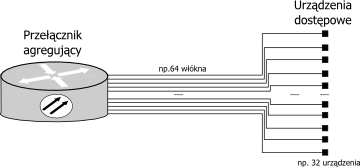 Urządzenia
dostępowe
Przełącznik
agregujący
np.64 włókna
np. 32 urządzenia